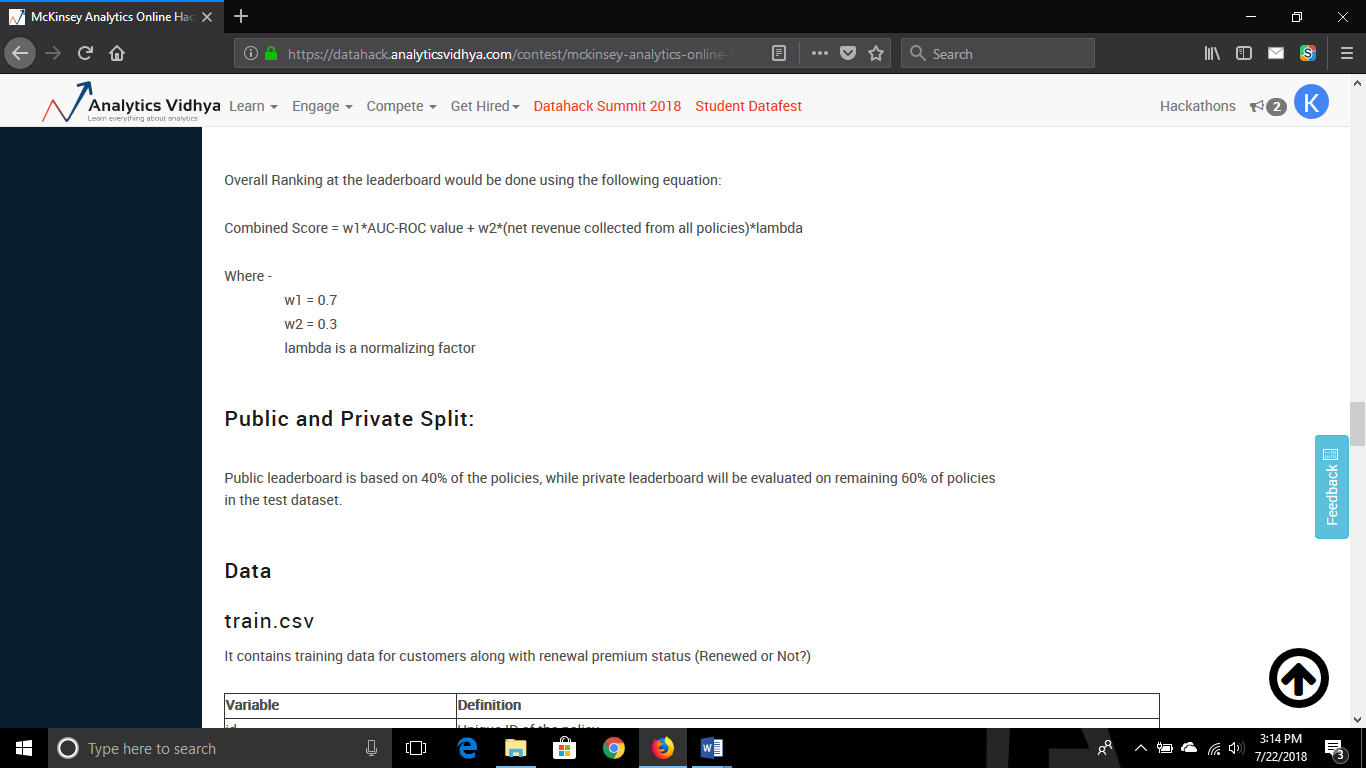 McKinsey Analytics Online Hac
https://datahack.analyticsvidhya.com/contest/mckinsey-analytics-online-
Search
Analytics Vidhya
Learn everything about analytics
Learn Engage Compete Get Hired Datahack Summit 2018 Student Datafest
Hackathons 2 K
Overall Ranking at the leaderboard would be done using the following equation:
Combined Score = w1*AUC-ROC value + w2*(net revenue collected from all policies)*lambda
Where -
w1 = 0.7
w2 = 0.3
lambda is a normalizing factor
Public and Private Split:
Public leaderboard is based on 40% of the policies, while private leaderboard will be evaluated on remaining 60% of policies
in the test dataset.
Feedback
Data
train.csv
It contains training data for customers along with renewal premium status (Renewed or Not?)
Variable Definition
id Unique ID of the policy
Type here to search
3:14 PM
7/22/2018
3